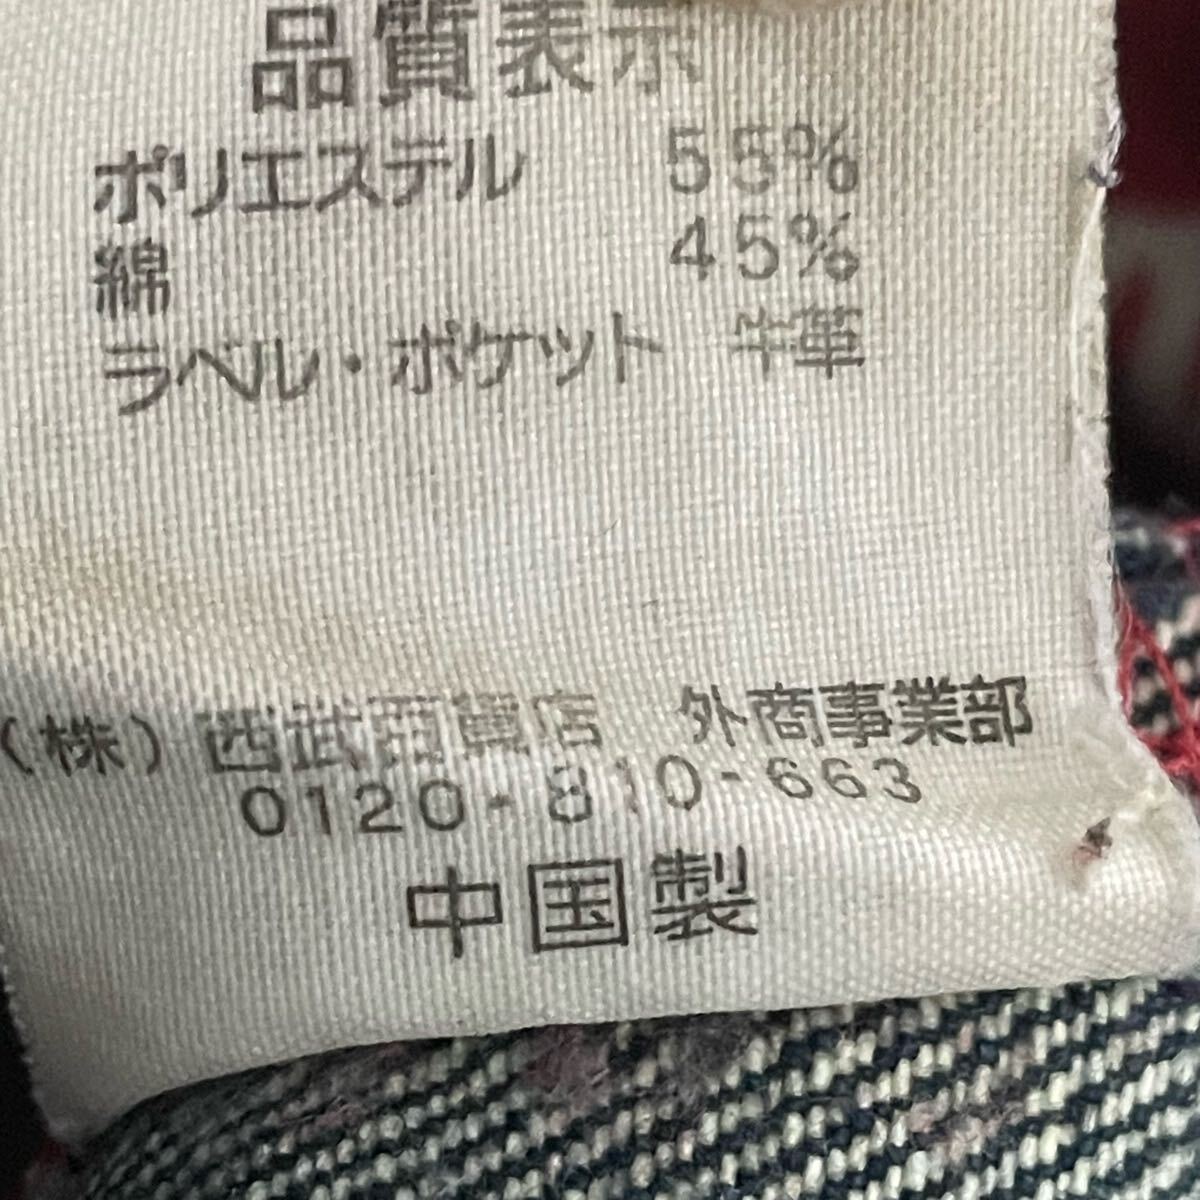 品質表示
ポリエステル 55%
綿 45%
ラベル・ポケット 牛革
(株) 西武百貨店 外商事業部
0120-810-663
中国製